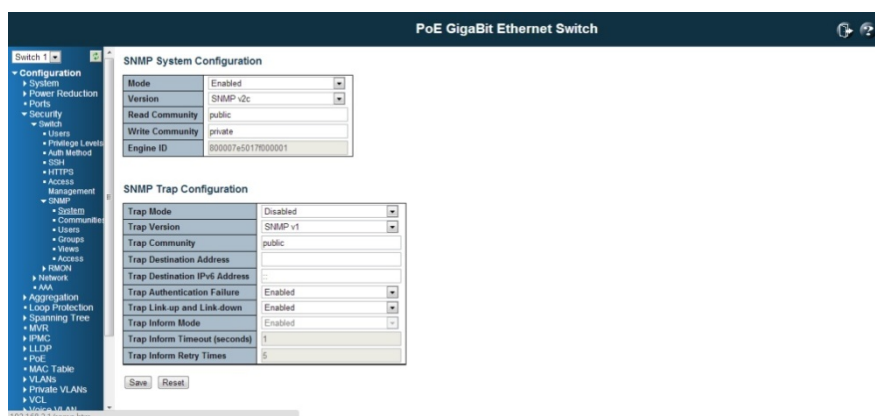 PoE GigaBit Ethernet Switch
Switch 1
Configuration
System
Power Reduction
Ports
Security
Switch
Users
Privilege Levels
Auth Method
SSH
HTTPS
Access
Management
SNMP
System
Communities
Users
Groups
Views
Access
RMON
Network
AAA
Aggregation
Loop Protection
Spanning Tree
MVR
IPMC
LLDP
PoE
MAC Table
VLANs
Private VLANs
VCL
Voice VLAN
SNMP System Configuration
Mode Enabled
Version SNMP v2c
Read Community public
Write Community private
Engine ID 800007e5017f000001
SNMP Trap Configuration
Trap Mode Disabled
Trap Version SNMP v1
Trap Community public
Trap Destination Address
Trap Destination IPv6 Address ::
Trap Authentication Failure Enabled
Trap Link-up and Link-down Enabled
Trap Inform Mode Enabled
Trap Inform Timeout (seconds) 1
Trap Inform Retry Times 5
Save Reset